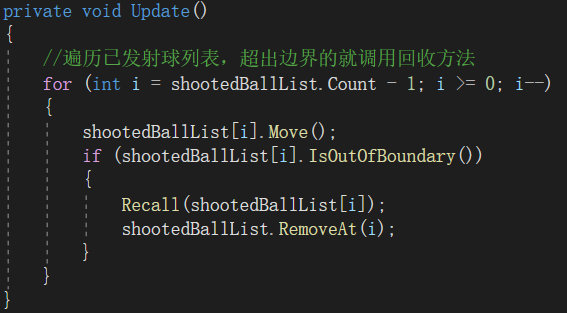 private void Update()
{
//遍历已发射球列表，超出边界的就调用回收方法
for (int i = shootedBallList.Count - 1; i >= 0; i--)
{
shootedBallList[i].Move();
if (shootedBallList[i].IsOutOfBoundary())
{
Recall(shootedBallList[i]);
shootedBallList.RemoveAt(i);
}
}
}